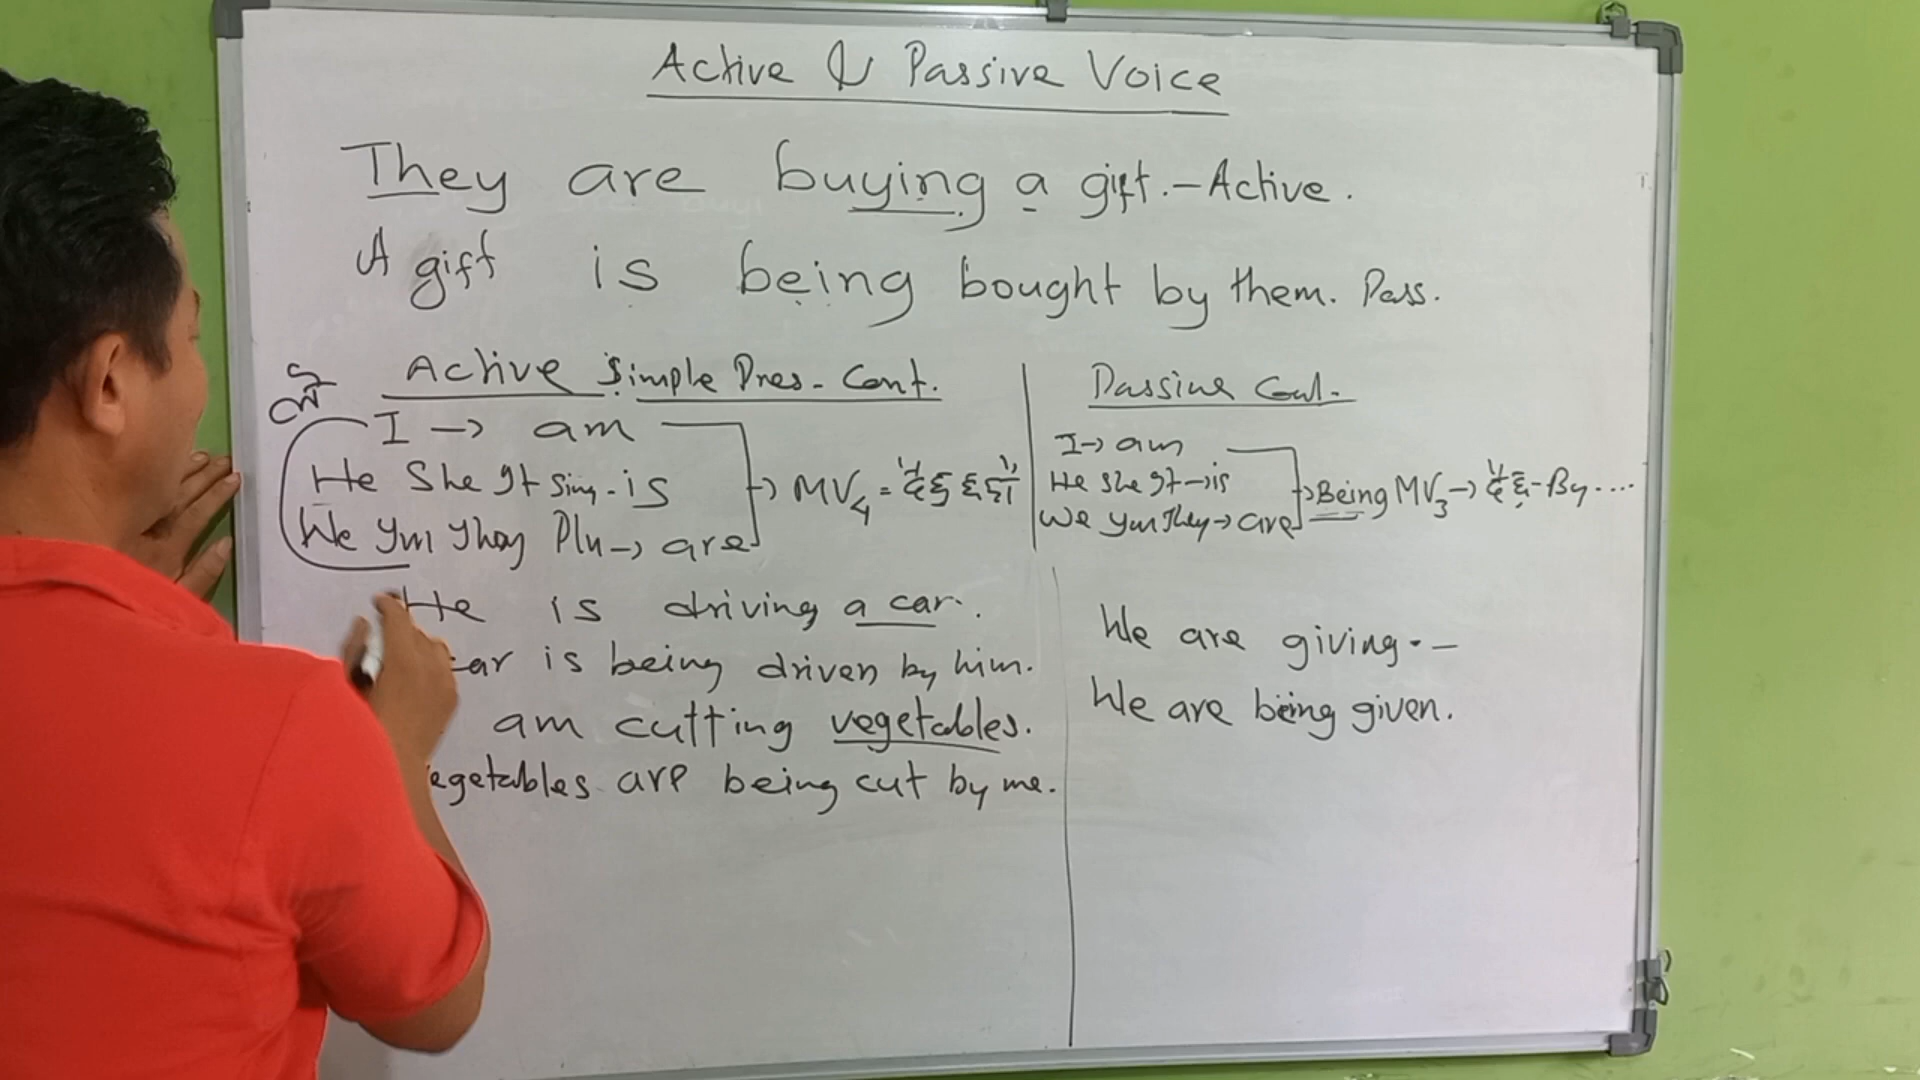 Active & Passive Voice
They are buying a gift. - Active.
A gift is being bought by them. Pass.
Active Simple Pres. Cont.
I → am
He She It Sing. - is
We You They Plu → are
→ MV4 =
Passive
I → am
He She It → is
We You They → are
→ Being MV3 → - By ....
He is driving a car.
car is being driven by him.
am cutting vegetables.
egetables are being cut by me.
We are giving - -
We are being given.